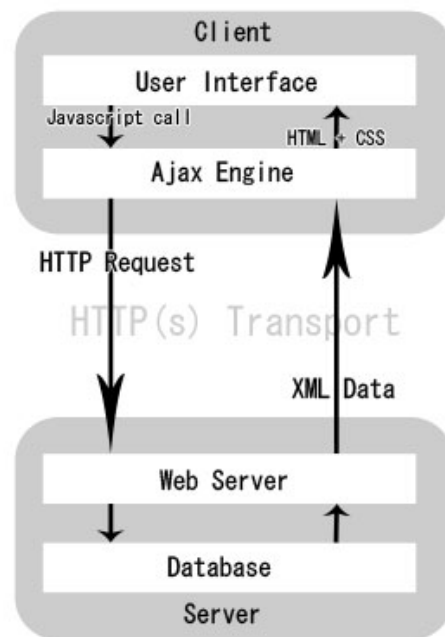 Client
User Interface
Javascript call
HTML + CSS
Ajax Engine
HTTP Request
HTTP(s) Transport
XML Data
Web Server
Database
Server